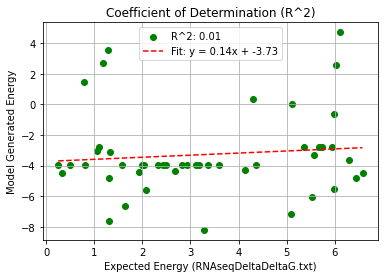 Coefficient of Determination (R^2)
R^2: 0.01
Fit: y = 0.14x + -3.73
Model Generated Energy
4
2
0
−2
−4
−6
−8
0 1 2 3 4 5 6
Expected Energy (RNAseqDeltaDeltaG.txt)